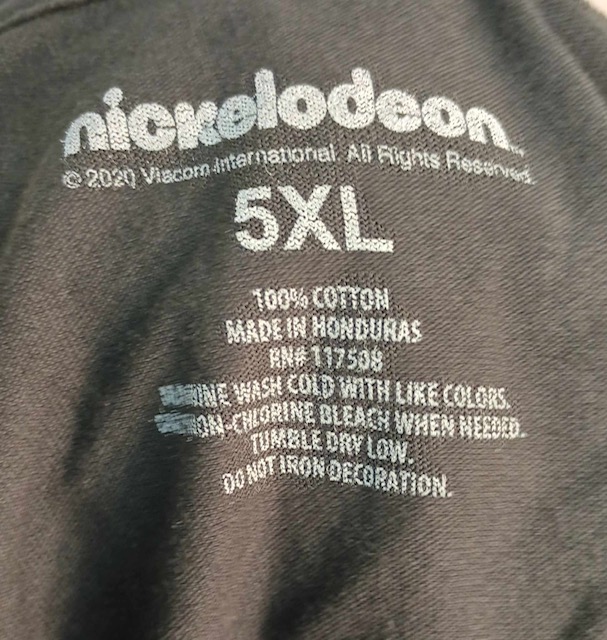 nickelodeon™
© 2020 Viacom International. All Rights Reserved.
5XL
100% COTTON
MADE IN HONDURAS
RN# 117508
WASH COLD WITH LIKE COLORS.
BLEACH WHEN NEEDED.
TUMBLE DRY LOW.
DO NOT IRON DECORATION.